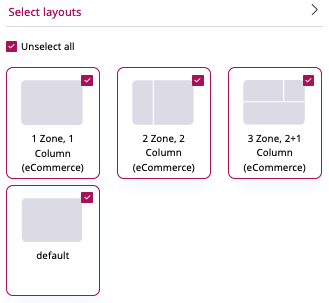 Select layouts
Unselect all
1 Zone, 1
Column
(eCommerce)
2 Zone, 2
Column
(eCommerce)
3 Zone, 2+1
Column
(eCommerce)
default